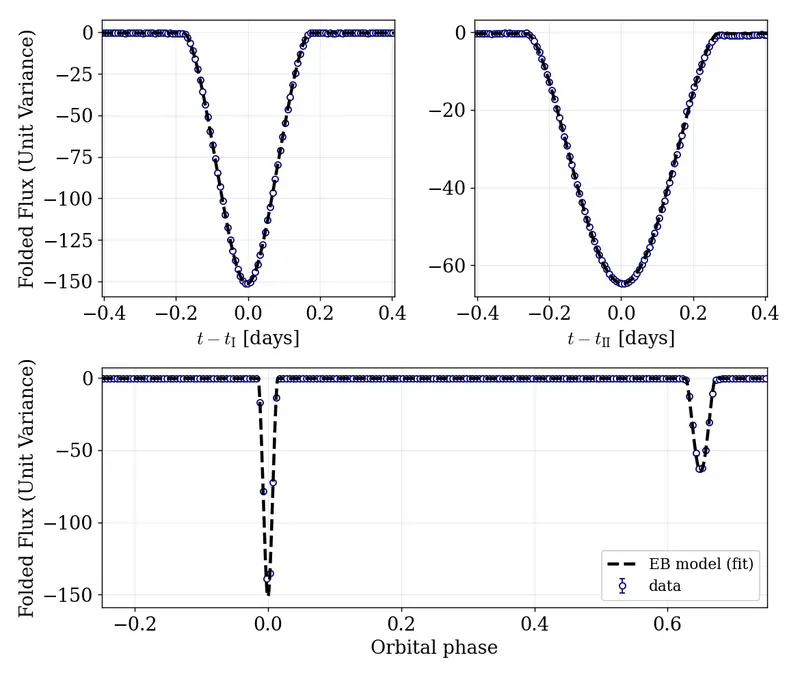 Folded Flux (Unit Variance)
0
−25
−50
−75
−100
−125
−150
−0.4 −0.2 0.0 0.2 0.4
t − t_I [days]
0
−20
−40
−60
−0.4 −0.2 0.0 0.2 0.4
t − t_II [days]
Folded Flux (Unit Variance)
0
−50
−100
−150
−0.2 0.0 0.2 0.4 0.6
Orbital phase
EB model (fit)
data